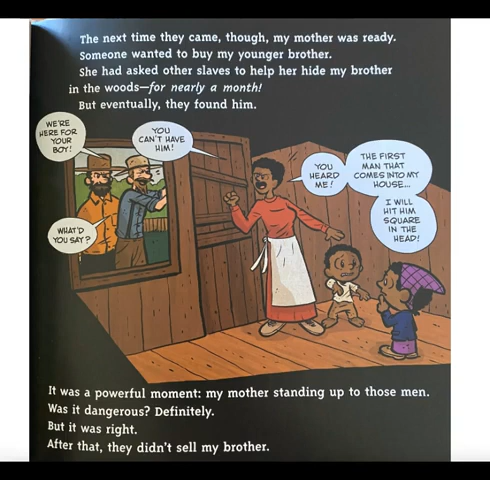 The next time they came, though, my mother was ready.
Someone wanted to buy my younger brother.
She had asked other slaves to help her hide my brother
in the woods—for nearly a month!
But eventually, they found him.
WE'RE
HERE FOR
YOUR
BOY!
YOU
CAN'T HAVE
HIM!
WHAT'D
YOU SAY?
YOU
HEARD
ME!
THE FIRST
MAN THAT
COMES INTO MY
HOUSE...
I WILL
HIT HIM
SQUARE
IN THE
HEAD!
It was a powerful moment: my mother standing up to those men.
Was it dangerous? Definitely.
But it was right.
After that, they didn't sell my brother.